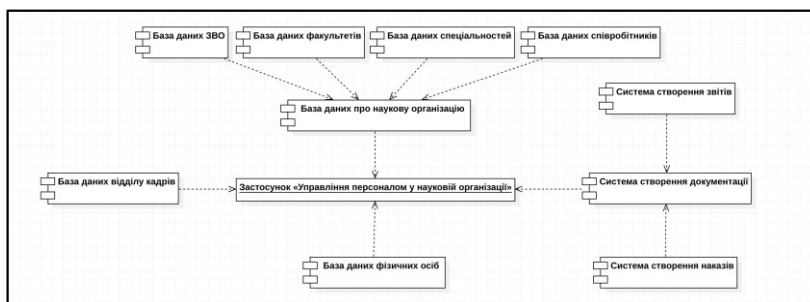 База даних ЗВО
База даних факультетів
База даних спеціальностей
База даних співробітників
База даних про наукову організацію
Система створення звітів
База даних відділу кадрів
Застосунок «Управління персоналом у науковій організації»
Система створення документації
База даних фізичних осіб
Система створення наказів